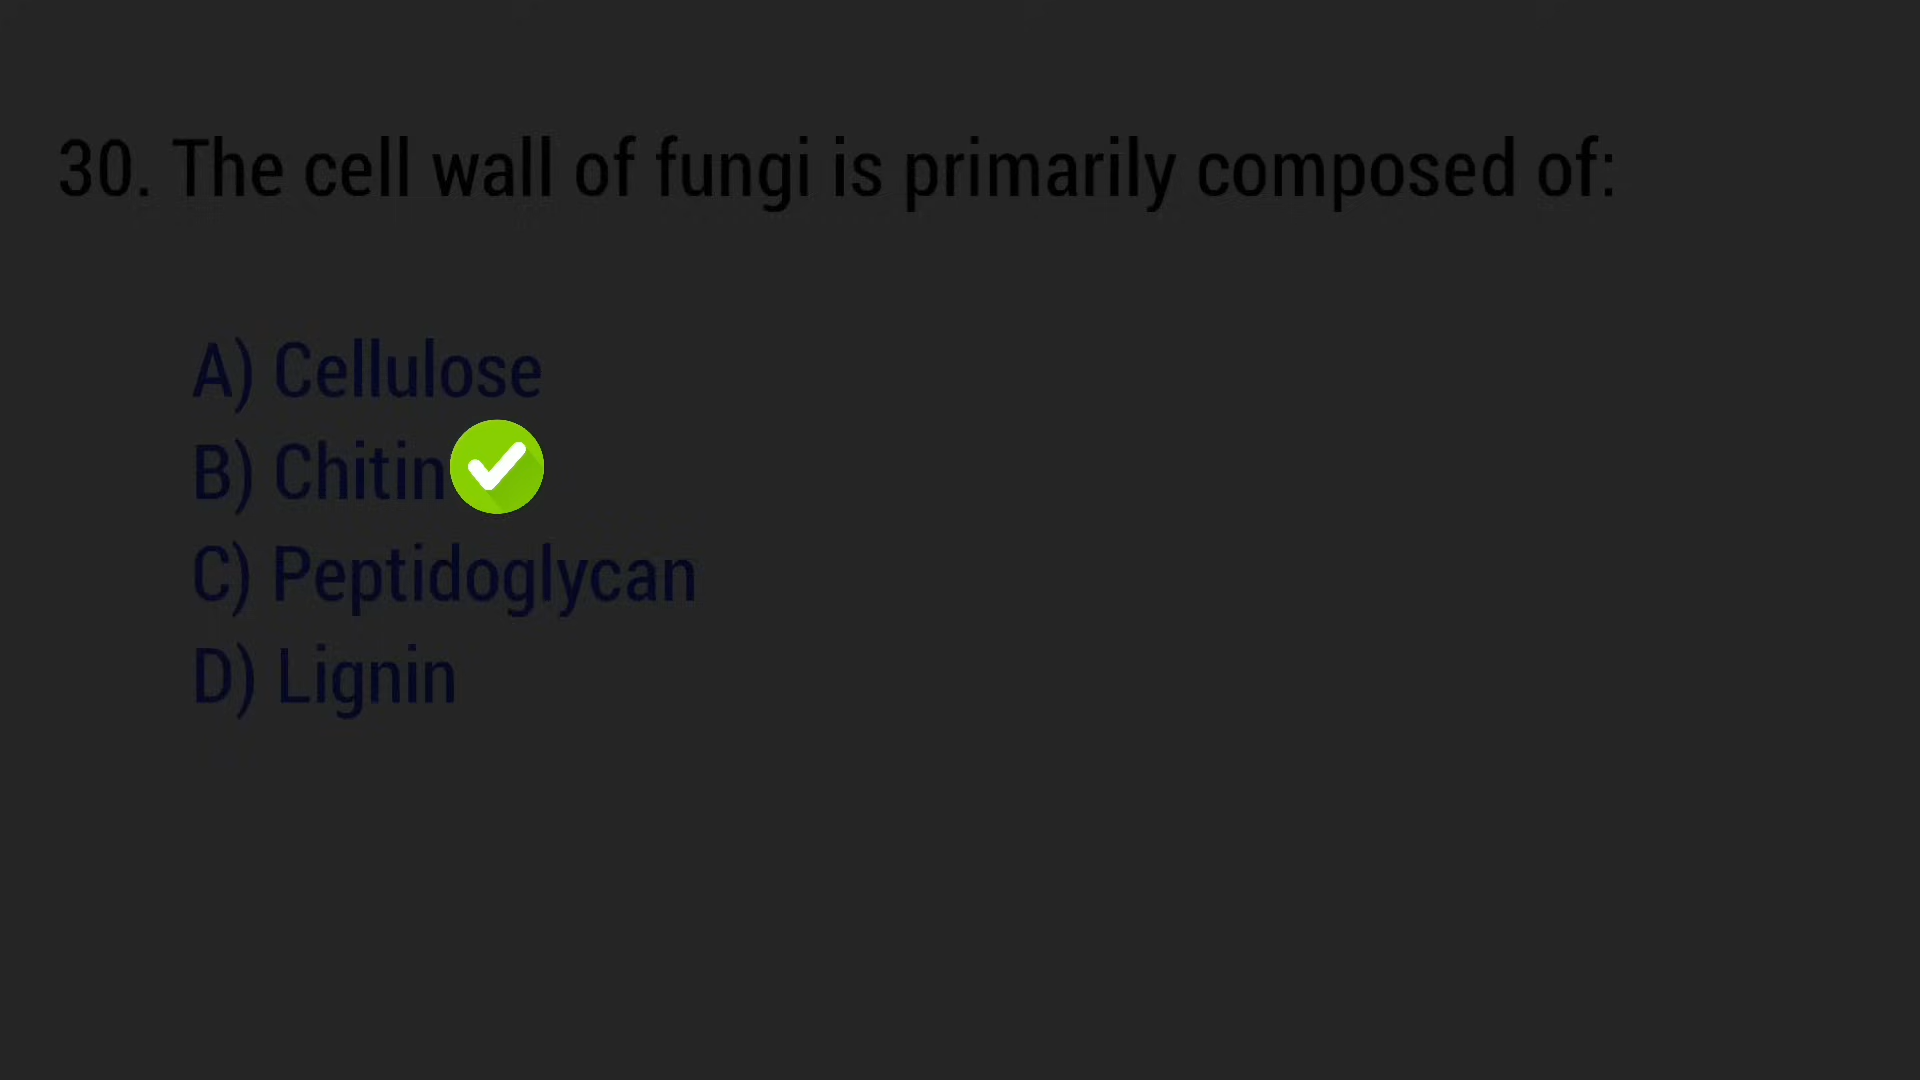 30. The cell wall of fungi is primarily composed of:
A) Cellulose
B) Chitin
C) Peptidoglycan
D) Lignin